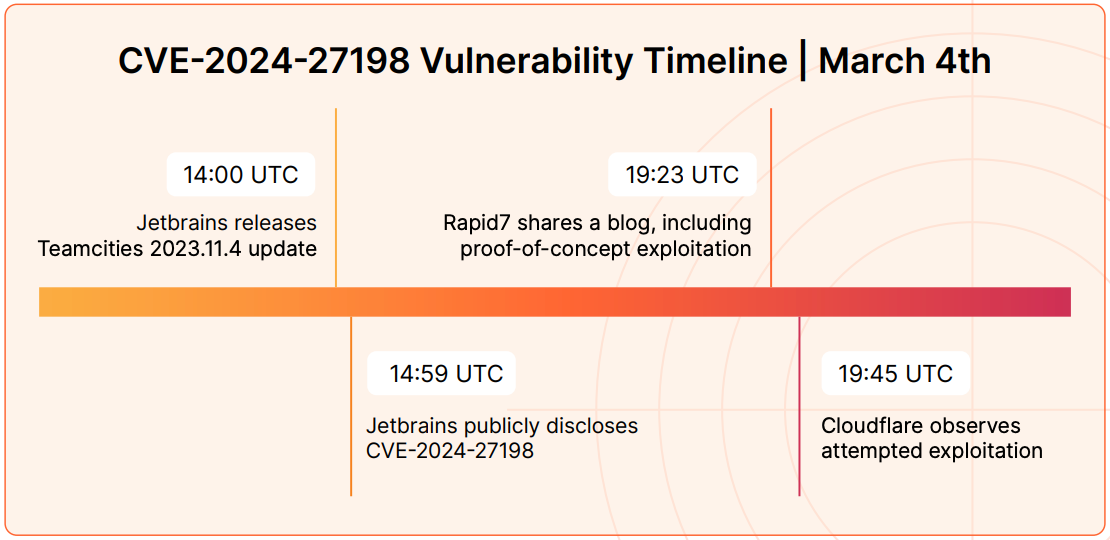 CVE-2024-27198 Vulnerability Timeline | March 4th
14:00 UTC
Jetbrains releases
Teamcities 2023.11.4 update
14:59 UTC
Jetbrains publicly discloses
CVE-2024-27198
19:23 UTC
Rapid7 shares a blog, including
proof-of-concept exploitation
19:45 UTC
Cloudflare observes
attempted exploitation